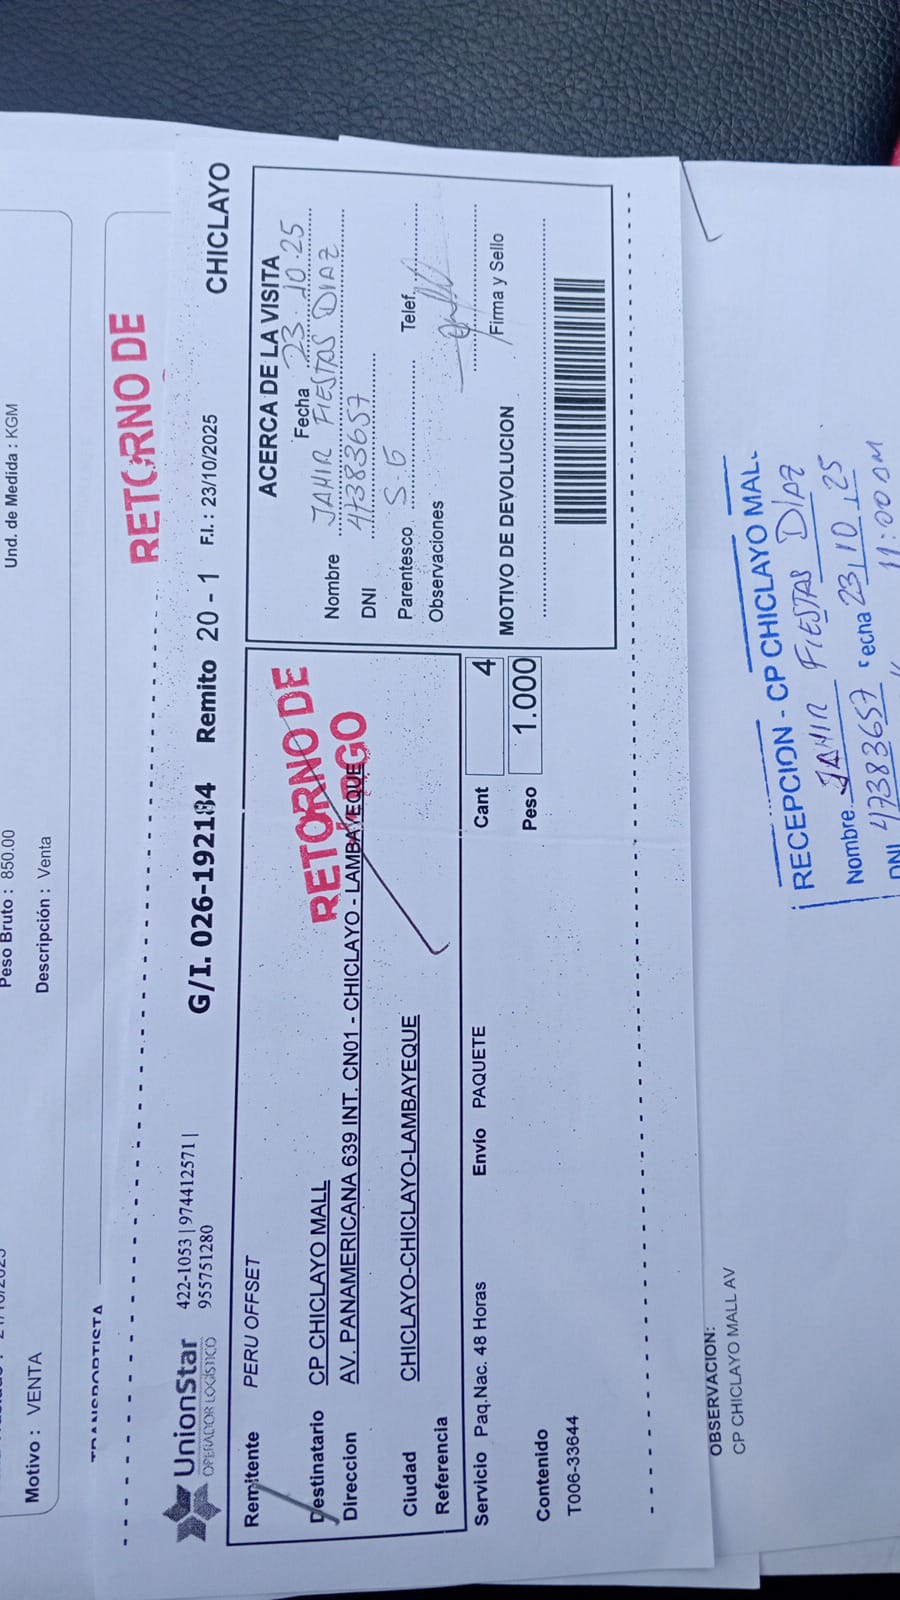 Peso Bruto : 850.00
Und. de Medida : KGM
Descripción : Venta
Motivo : VENTA
RETORNO DE
UnionStar
OPERADOR LOGÍSTICO
422-1053 | 974412571 |
955751280
G/I. 026-192184
Remito 20 - 1
F.I.: 23/10/2025
CHICLAYO
Remitente PERU OFFSET
Destinatario CP CHICLAYO MALL
Direccion AV. PANAMERICANA 639 INT. CN01 - CHICLAYO - LAMBAYEQUE
Ciudad CHICLAYO-CHICLAYO-LAMBAYEQUE
Referencia
RETORNO DE
Servicio Paq.Nac. 48 Horas
Envío PAQUETE
Cant 4
Peso 1.000
Contenido
T006-33644
ACERCA DE LA VISITA
Fecha 23.10.25
Nombre JAHIR FIESTAS DIAZ
DNI 47383657
Parentesco S.G Telef.
Observaciones
Firma y Sello
MOTIVO DE DEVOLUCION
OBSERVACION:
CP CHICLAYO MALL AV
RECEPCION - CP CHICLAYO MAL.
Nombre JAHIR FIESTAS DIAZ
DNI 47383657 Fecha 23/10/25
11:00 AM